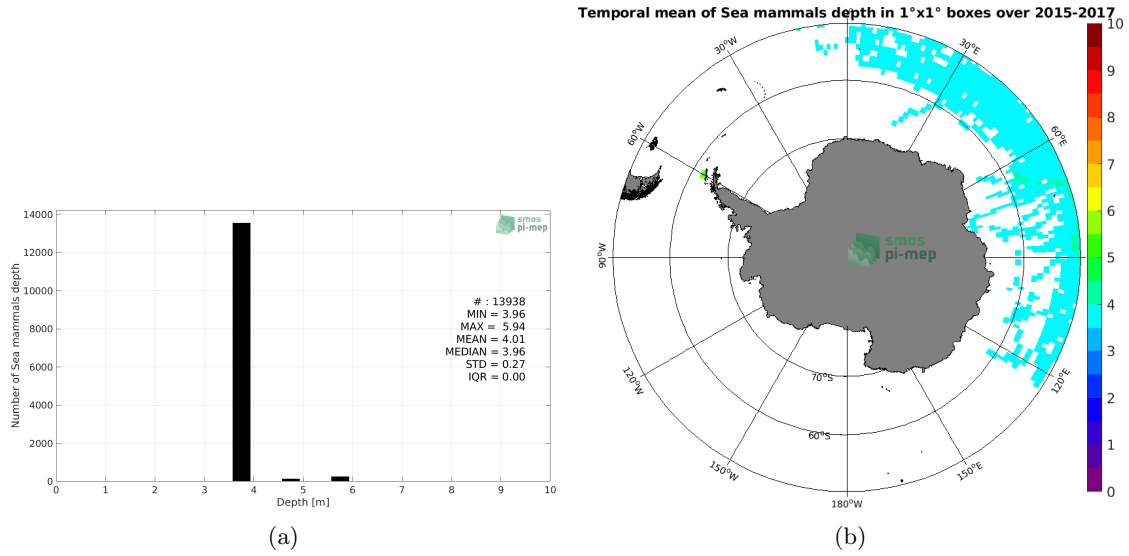 Temporal mean of Sea mammals depth in 1°x1° boxes over 2015-2017
14000
12000
10000
8000
6000
4000
2000
0
Number of Sea mammals depth
smos
pi-mep
# : 13938
MIN = 3.96
MAX = 5.94
MEAN = 4.01
MEDIAN = 3.96
STD = 0.27
IQR = 0.00
0 1 2 3 4 5 6 7 8 9 10
Depth [m]
(a)
30°W
30°E
60°W
60°E
90°W
smos
pi-mep
120°W
120°E
70°S
60°S
150°W
150°E
180°W
10
9
8
7
6
5
4
3
2
1
0
(b)